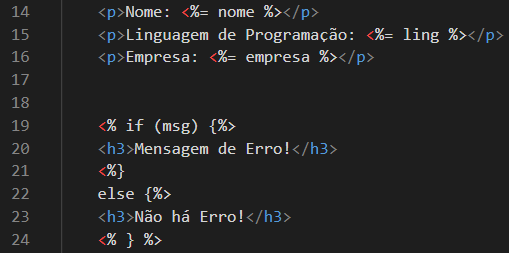 14 <p>Nome: <%= nome %></p>
15 <p>Linguagem de Programação: <%= ling %></p>
16 <p>Empresa: <%= empresa %></p>
17
18
19 <% if (msg) {%>
20 <h3>Mensagem de Erro!</h3>
21 <%}
22 else {%>
23 <h3>Não há Erro!</h3>
24 <% } %>